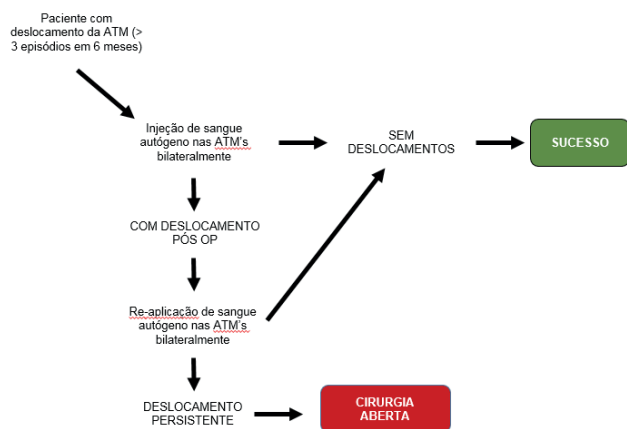 Paciente com
deslocamento da ATM (>
3 episódios em 6 meses)
Injeção de sangue
autógeno nas ATM's
bilateralmente
SEM
DESLOCAMENTOS
SUCESSO
COM DESLOCAMENTO
PÓS OP
Re-aplicação de sangue
autógeno nas ATM's
bilateralmente
DESLOCAMENTO
PERSISTENTE
CIRURGIA
ABERTA